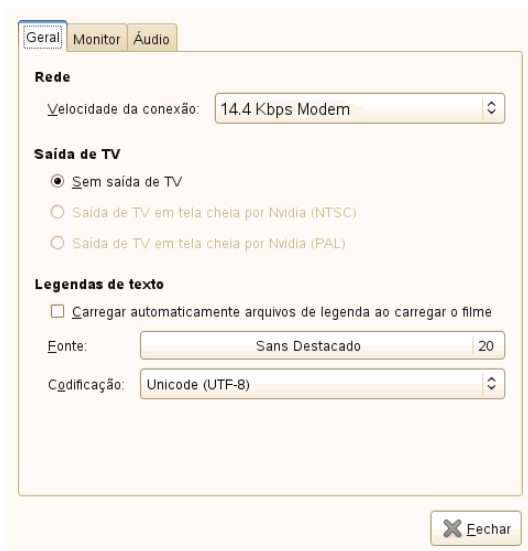 Geral Monitor Áudio
Rede
Velocidade da conexão: 14.4 Kbps Modem
Saída de TV
Sem saída de TV
Saída de TV em tela cheia por Nvidia (NTSC)
Saída de TV em tela cheia por Nvidia (PAL)
Legendas de texto
Carregar automaticamente arquivos de legenda ao carregar o filme
Fonte: Sans Destacado 20
Codificação: Unicode (UTF-8)
Fechar